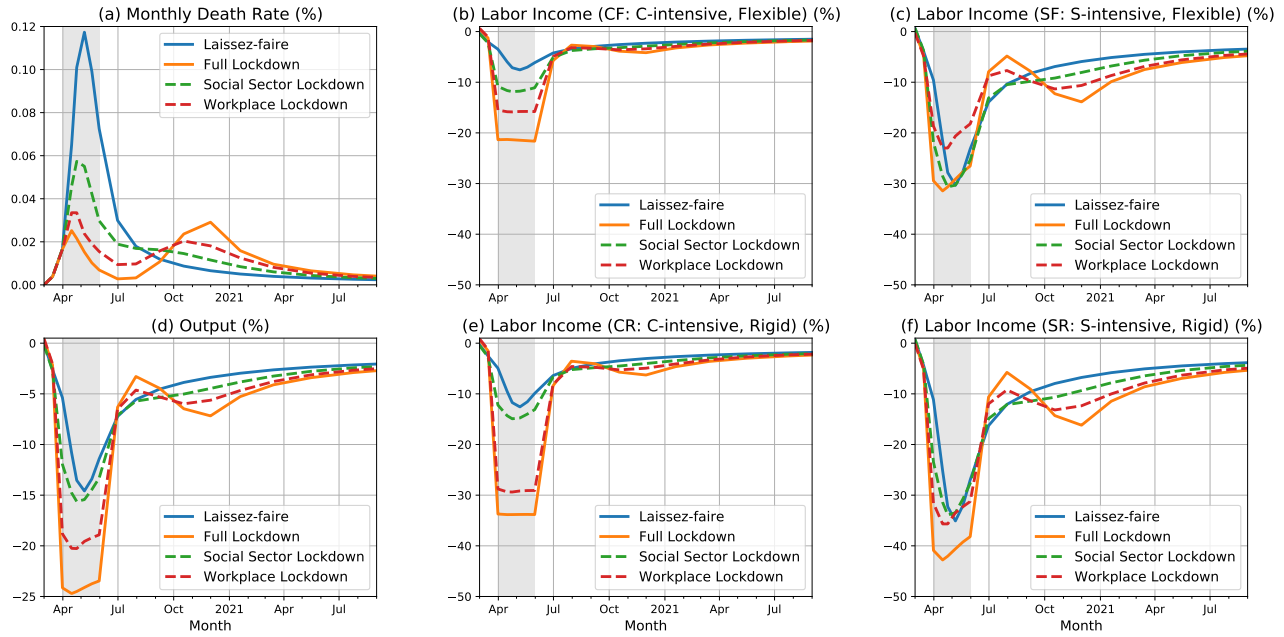 (a) Monthly Death Rate (%)
0.12
0.10
0.08
0.06
0.04
0.02
0.00
Apr Jul Oct 2021 Apr Jul
Laissez-faire
Full Lockdown
Social Sector Lockdown
Workplace Lockdown
(b) Labor Income (CF: C-intensive, Flexible) (%)
0
−10
−20
−30
−40
−50
Apr Jul Oct 2021 Apr Jul
Laissez-faire
Full Lockdown
Social Sector Lockdown
Workplace Lockdown
(c) Labor Income (SF: S-intensive, Flexible) (%)
0
−10
−20
−30
−40
−50
Apr Jul Oct 2021 Apr Jul
Laissez-faire
Full Lockdown
Social Sector Lockdown
Workplace Lockdown
(d) Output (%)
0
−5
−10
−15
−20
−25
Apr Jul Oct 2021 Apr Jul
Month
Laissez-faire
Full Lockdown
Social Sector Lockdown
Workplace Lockdown
(e) Labor Income (CR: C-intensive, Rigid) (%)
0
−10
−20
−30
−40
−50
Apr Jul Oct 2021 Apr Jul
Month
Laissez-faire
Full Lockdown
Social Sector Lockdown
Workplace Lockdown
(f) Labor Income (SR: S-intensive, Rigid) (%)
0
−10
−20
−30
−40
−50
Apr Jul Oct 2021 Apr Jul
Month
Laissez-faire
Full Lockdown
Social Sector Lockdown
Workplace Lockdown